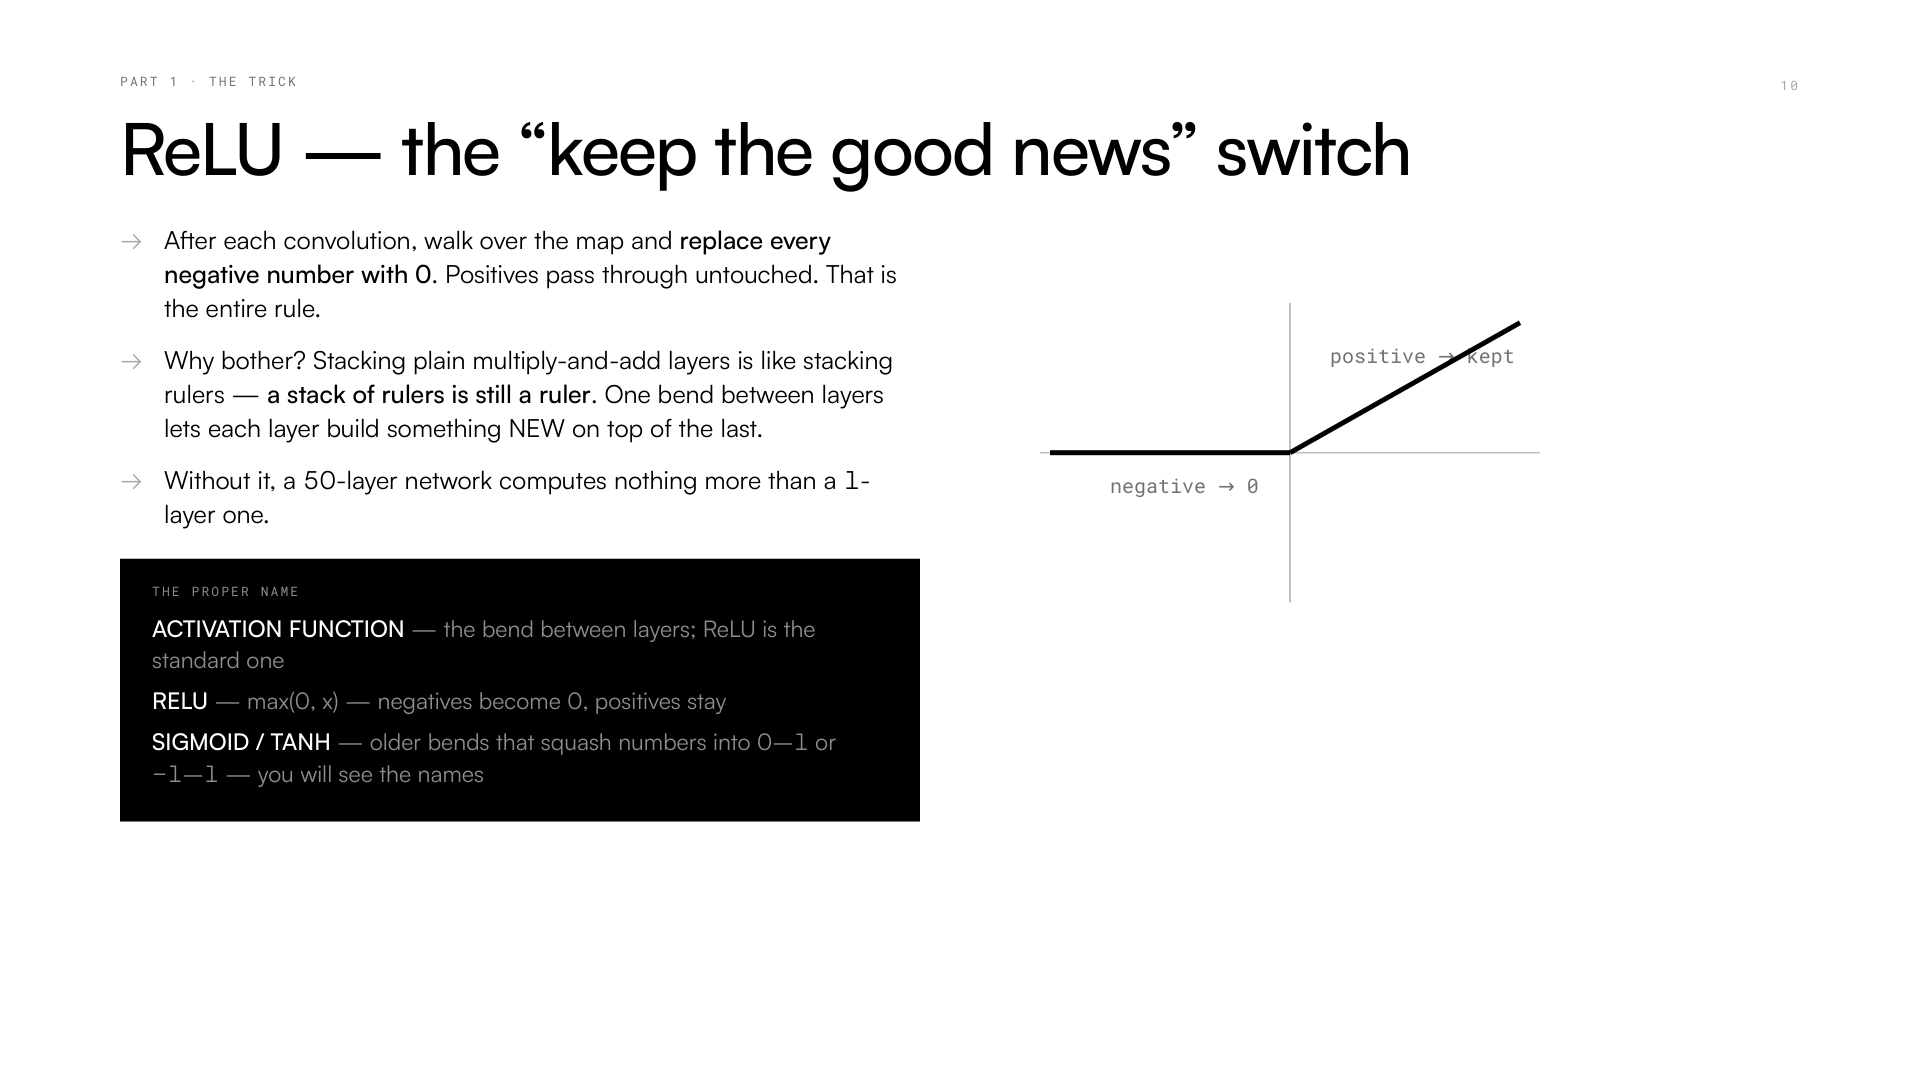 PART 1 · THE TRICK
10
ReLU — the “keep the good news” switch
→ After each convolution, walk over the map and replace every
negative number with 0. Positives pass through untouched. That is
the entire rule.
→ Why bother? Stacking plain multiply-and-add layers is like stacking
rulers — a stack of rulers is still a ruler. One bend between layers
lets each layer build something NEW on top of the last.
→ Without it, a 50-layer network computes nothing more than a 1-
layer one.
THE PROPER NAME
ACTIVATION FUNCTION — the bend between layers; ReLU is the
standard one
RELU — max(0, x) — negatives become 0, positives stay
SIGMOID / TANH — older bends that squash numbers into 0–1 or
−1–1 — you will see the names
positive → kept
negative → 0